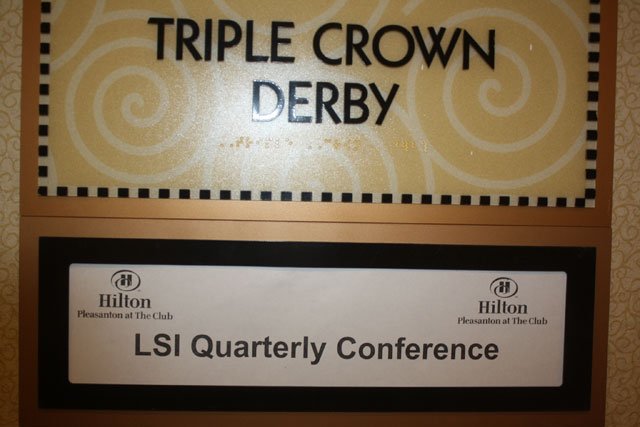 TRIPLE CROWN
DERBY
Hilton
Pleasanton at The Club
Hilton
Pleasanton at The Club
LSI Quarterly Conference